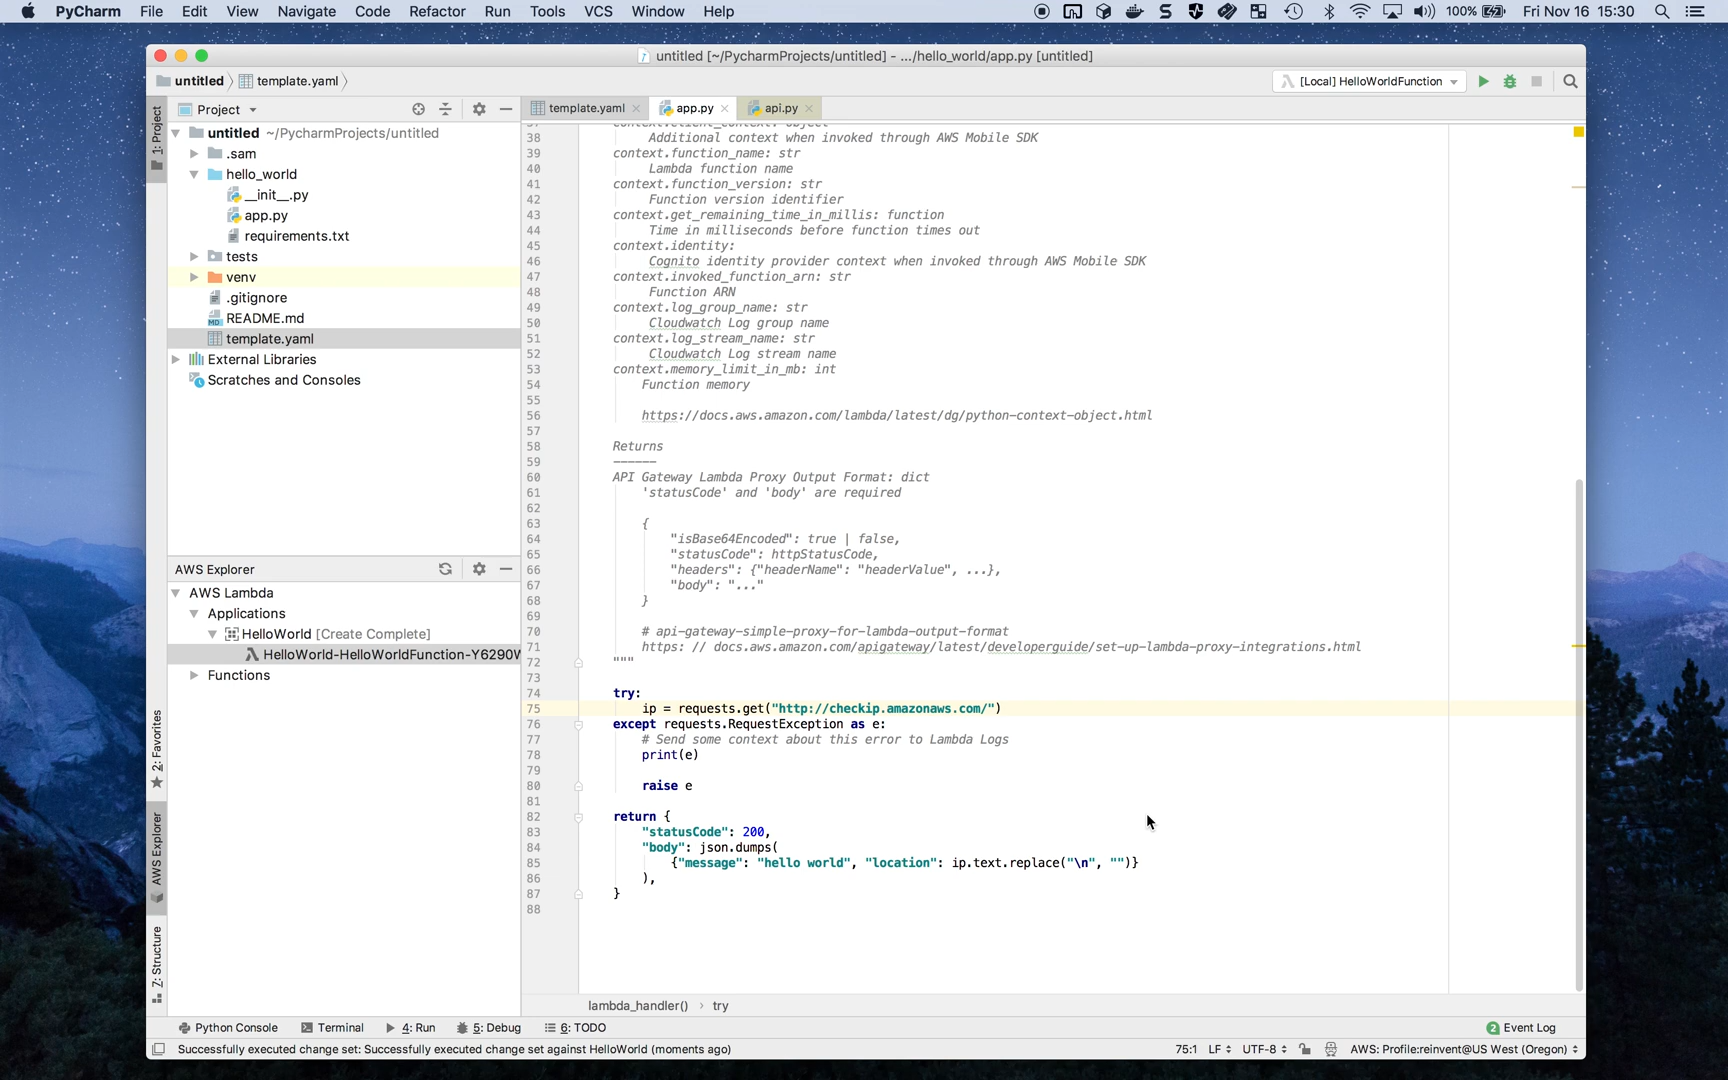 PyCharm File Edit View Navigate Code Refactor Run Tools VCS Window Help 100% Fri Nov 16 15:30
untitled [~/PycharmProjects/untitled] - .../hello_world/app.py [untitled]
untitled template.yaml [Local] HelloWorldFunction
1: Project
2: Favorites
AWS Explorer
7: Structure
Project
untitled ~/PycharmProjects/untitled
.sam
hello_world
__init__.py
app.py
requirements.txt
tests
venv
.gitignore
README.md
template.yaml
External Libraries
Scratches and Consoles
AWS Explorer
AWS Lambda
Applications
HelloWorld [Create Complete]
HelloWorld-HelloWorldFunction-Y6290W
Functions
template.yaml app.py api.py
37 context.client_context: object
38 Additional context when invoked through AWS Mobile SDK
39 context.function_name: str
40 Lambda function name
41 context.function_version: str
42 Function version identifier
43 context.get_remaining_time_in_millis: function
44 Time in milliseconds before function times out
45 context.identity:
46 Cognito identity provider context when invoked through AWS Mobile SDK
47 context.invoked_function_arn: str
48 Function ARN
49 context.log_group_name: str
50 Cloudwatch Log group name
51 context.log_stream_name: str
52 Cloudwatch Log stream name
53 context.memory_limit_in_mb: int
54 Function memory
55
56 https://docs.aws.amazon.com/lambda/latest/dg/python-context-object.html
57
58 Returns
59 ------
60 API Gateway Lambda Proxy Output Format: dict
61 'statusCode' and 'body' are required
62
63 {
64 "isBase64Encoded": true | false,
65 "statusCode": httpStatusCode,
66 "headers": {"headerName": "headerValue", ...},
67 "body": "..."
68 }
69
70 # api-gateway-simple-proxy-for-lambda-output-format
71 https: // docs.aws.amazon.com/apigateway/latest/developerguide/set-up-lambda-proxy-integrations.html
72 """
73
74 try:
75 ip = requests.get("http://checkip.amazonaws.com/")
76 except requests.RequestException as e:
77 # Send some context about this error to Lambda Logs
78 print(e)
79
80 raise e
81
82 return {
83 "statusCode": 200,
84 "body": json.dumps(
85 {"message": "hello world", "location": ip.text.replace("\n", "")}
86 ),
87 }
88
lambda_handler() › try
Python Console Terminal 4: Run 5: Debug 6: TODO 2 Event Log
Successfully executed change set: Successfully executed change set against HelloWorld (moments ago) 75:1 LF UTF-8 AWS: Profile:reinvent@US West (Oregon)